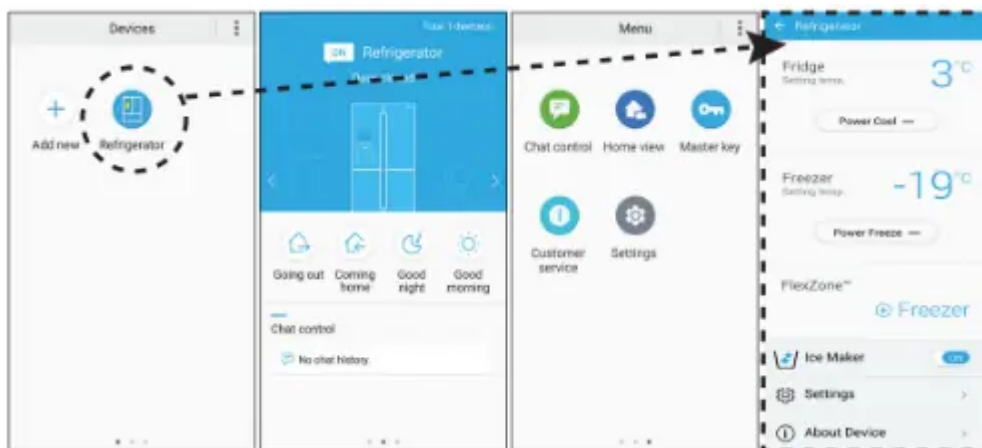 Devices
Add new
Refrigerator
Total 1 device(s)
ON Refrigerator
Going out
Coming home
Good night
Good morning
Chat control
No chat history.
Menu
Chat control
Home view
Master key
Customer service
Settings
Refrigerator
Fridge
Setting temp.
3°C
Power Cool
Freezer
Setting temp.
-19°C
Power Freeze
FlexZone™
Freezer
Ice Maker
ON
Settings
About Device